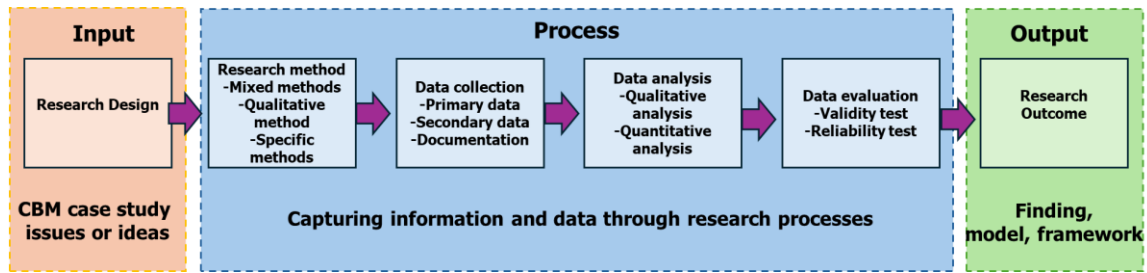 Input
Research Design
CBM case study
issues or ideas
Process
Research method
-Mixed methods
-Qualitative
method
-Specific
methods
Data collection
-Primary data
-Secondary data
-Documentation
Data analysis
-Qualitative
analysis
-Quantitative
analysis
Data evaluation
-Validity test
-Reliability test
Capturing information and data through research processes
Output
Research
Outcome
Finding,
model, framework